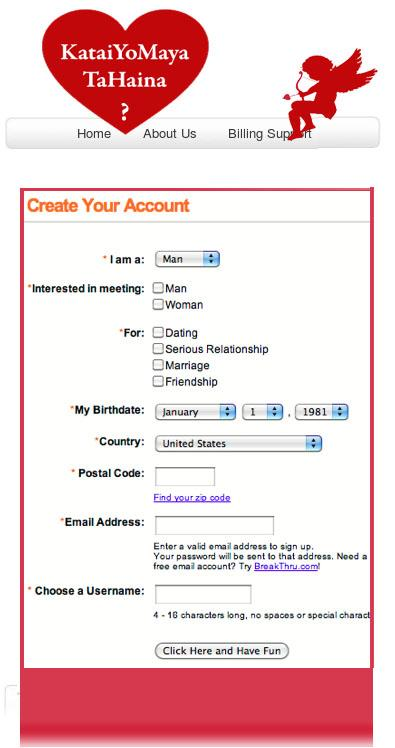 KataiYoMaya
TaHaina
?
Home About Us Billing Support
Create Your Account
* I am a: Man
*Interested in meeting: Man
Woman
*For: Dating
Serious Relationship
Marriage
Friendship
*My Birthdate: January 1 , 1981
*Country: United States
* Postal Code:
Find your zip code
*Email Address:
Enter a valid email address to sign up.
Your password will be sent to that address. Need a
free email account? Try BreakThru.com!
* Choose a Username:
4 - 16 characters long, no spaces or special charact
Click Here and Have Fun